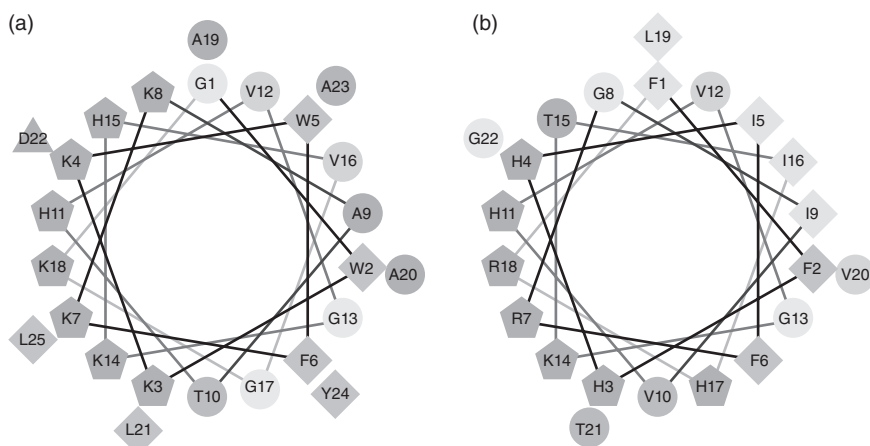 (a)
A19
G1
K8
V12
A23
H15
W5
D22
K4
V16
H11
A9
K18
W2
A20
K7
G13
L25
K14
F6
K3
T10
G17
Y24
L21
(b)
L19
F1
G8
V12
T15
I5
G22
H4
I16
H11
I9
R18
F2
V20
R7
G13
K14
F6
H3
V10
H17
T21